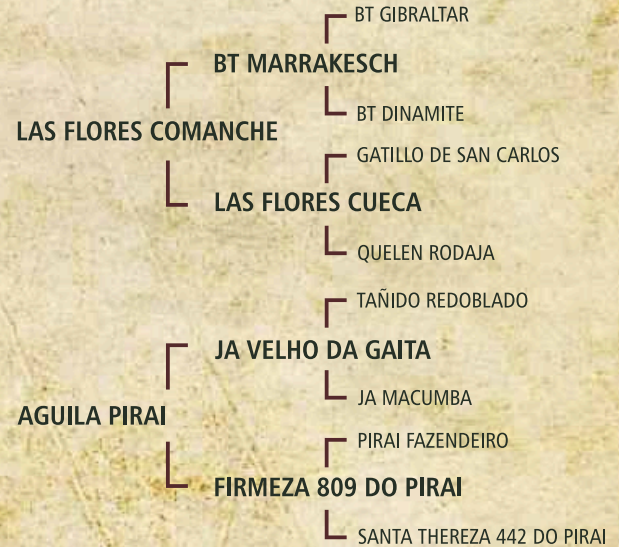 BT GIBRALTAR
BT MARRAKESCH
BT DINAMITE
LAS FLORES COMANCHE
GATILLO DE SAN CARLOS
LAS FLORES CUECA
QUELEN RODAJA
TAÑIDO REDOBLADO
JA VELHO DA GAITA
JA MACUMBA
AGUILA PIRAI
PIRAI FAZENDEIRO
FIRMEZA 809 DO PIRAI
SANTA THEREZA 442 DO PIRAI